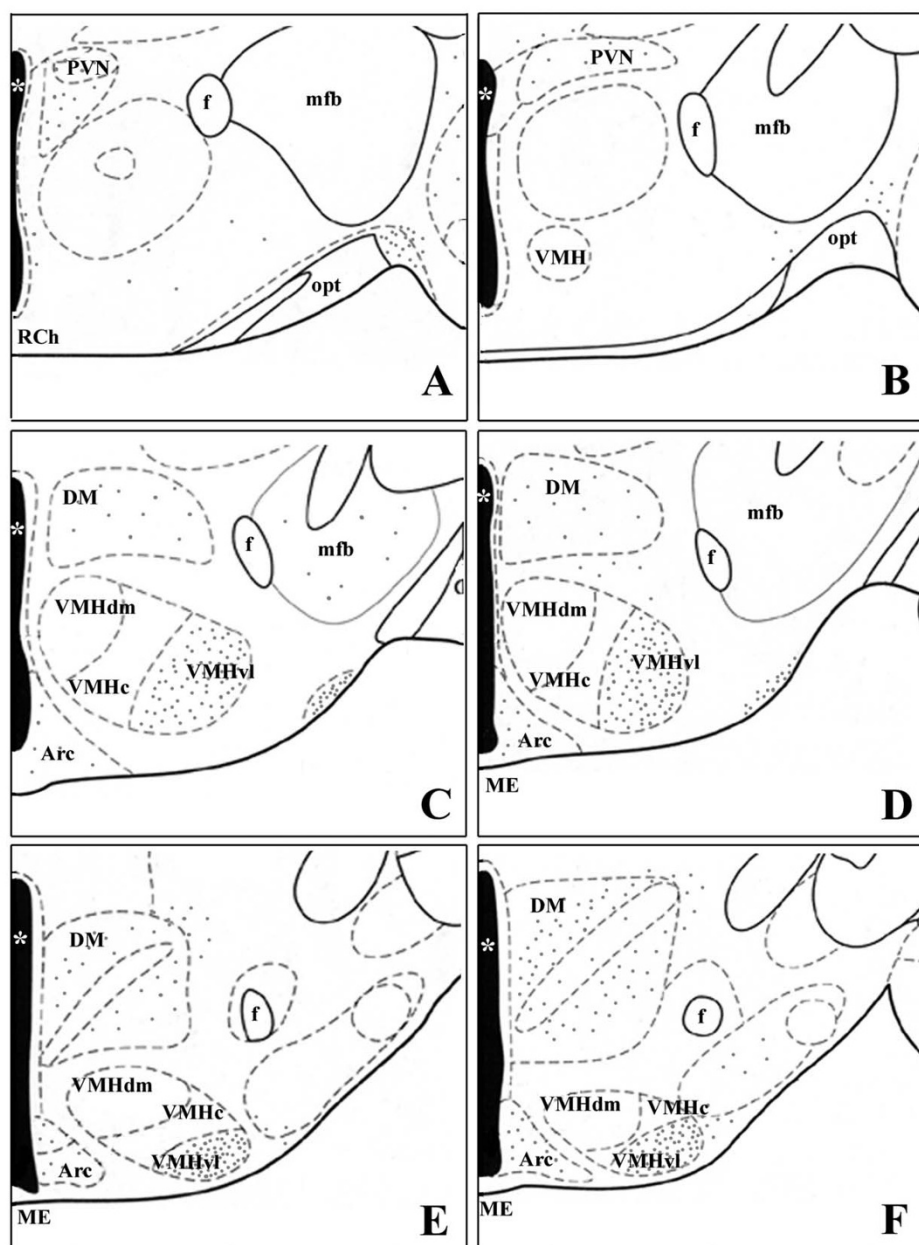 PVN
*
f
mfb
opt
RCh
A
PVN
*
f
mfb
VMH
opt
B
DM
*
f
mfb
VMHdm
VMHvl
VMHc
Arc
C
DM
*
mfb
f
VMHdm
VMHvl
VMHc
Arc
ME
D
*
DM
f
VMHdm
VMHc
Arc
VMHvl
ME
E
DM
*
f
VMHdm
VMHc
Arc
VMHvl
ME
F